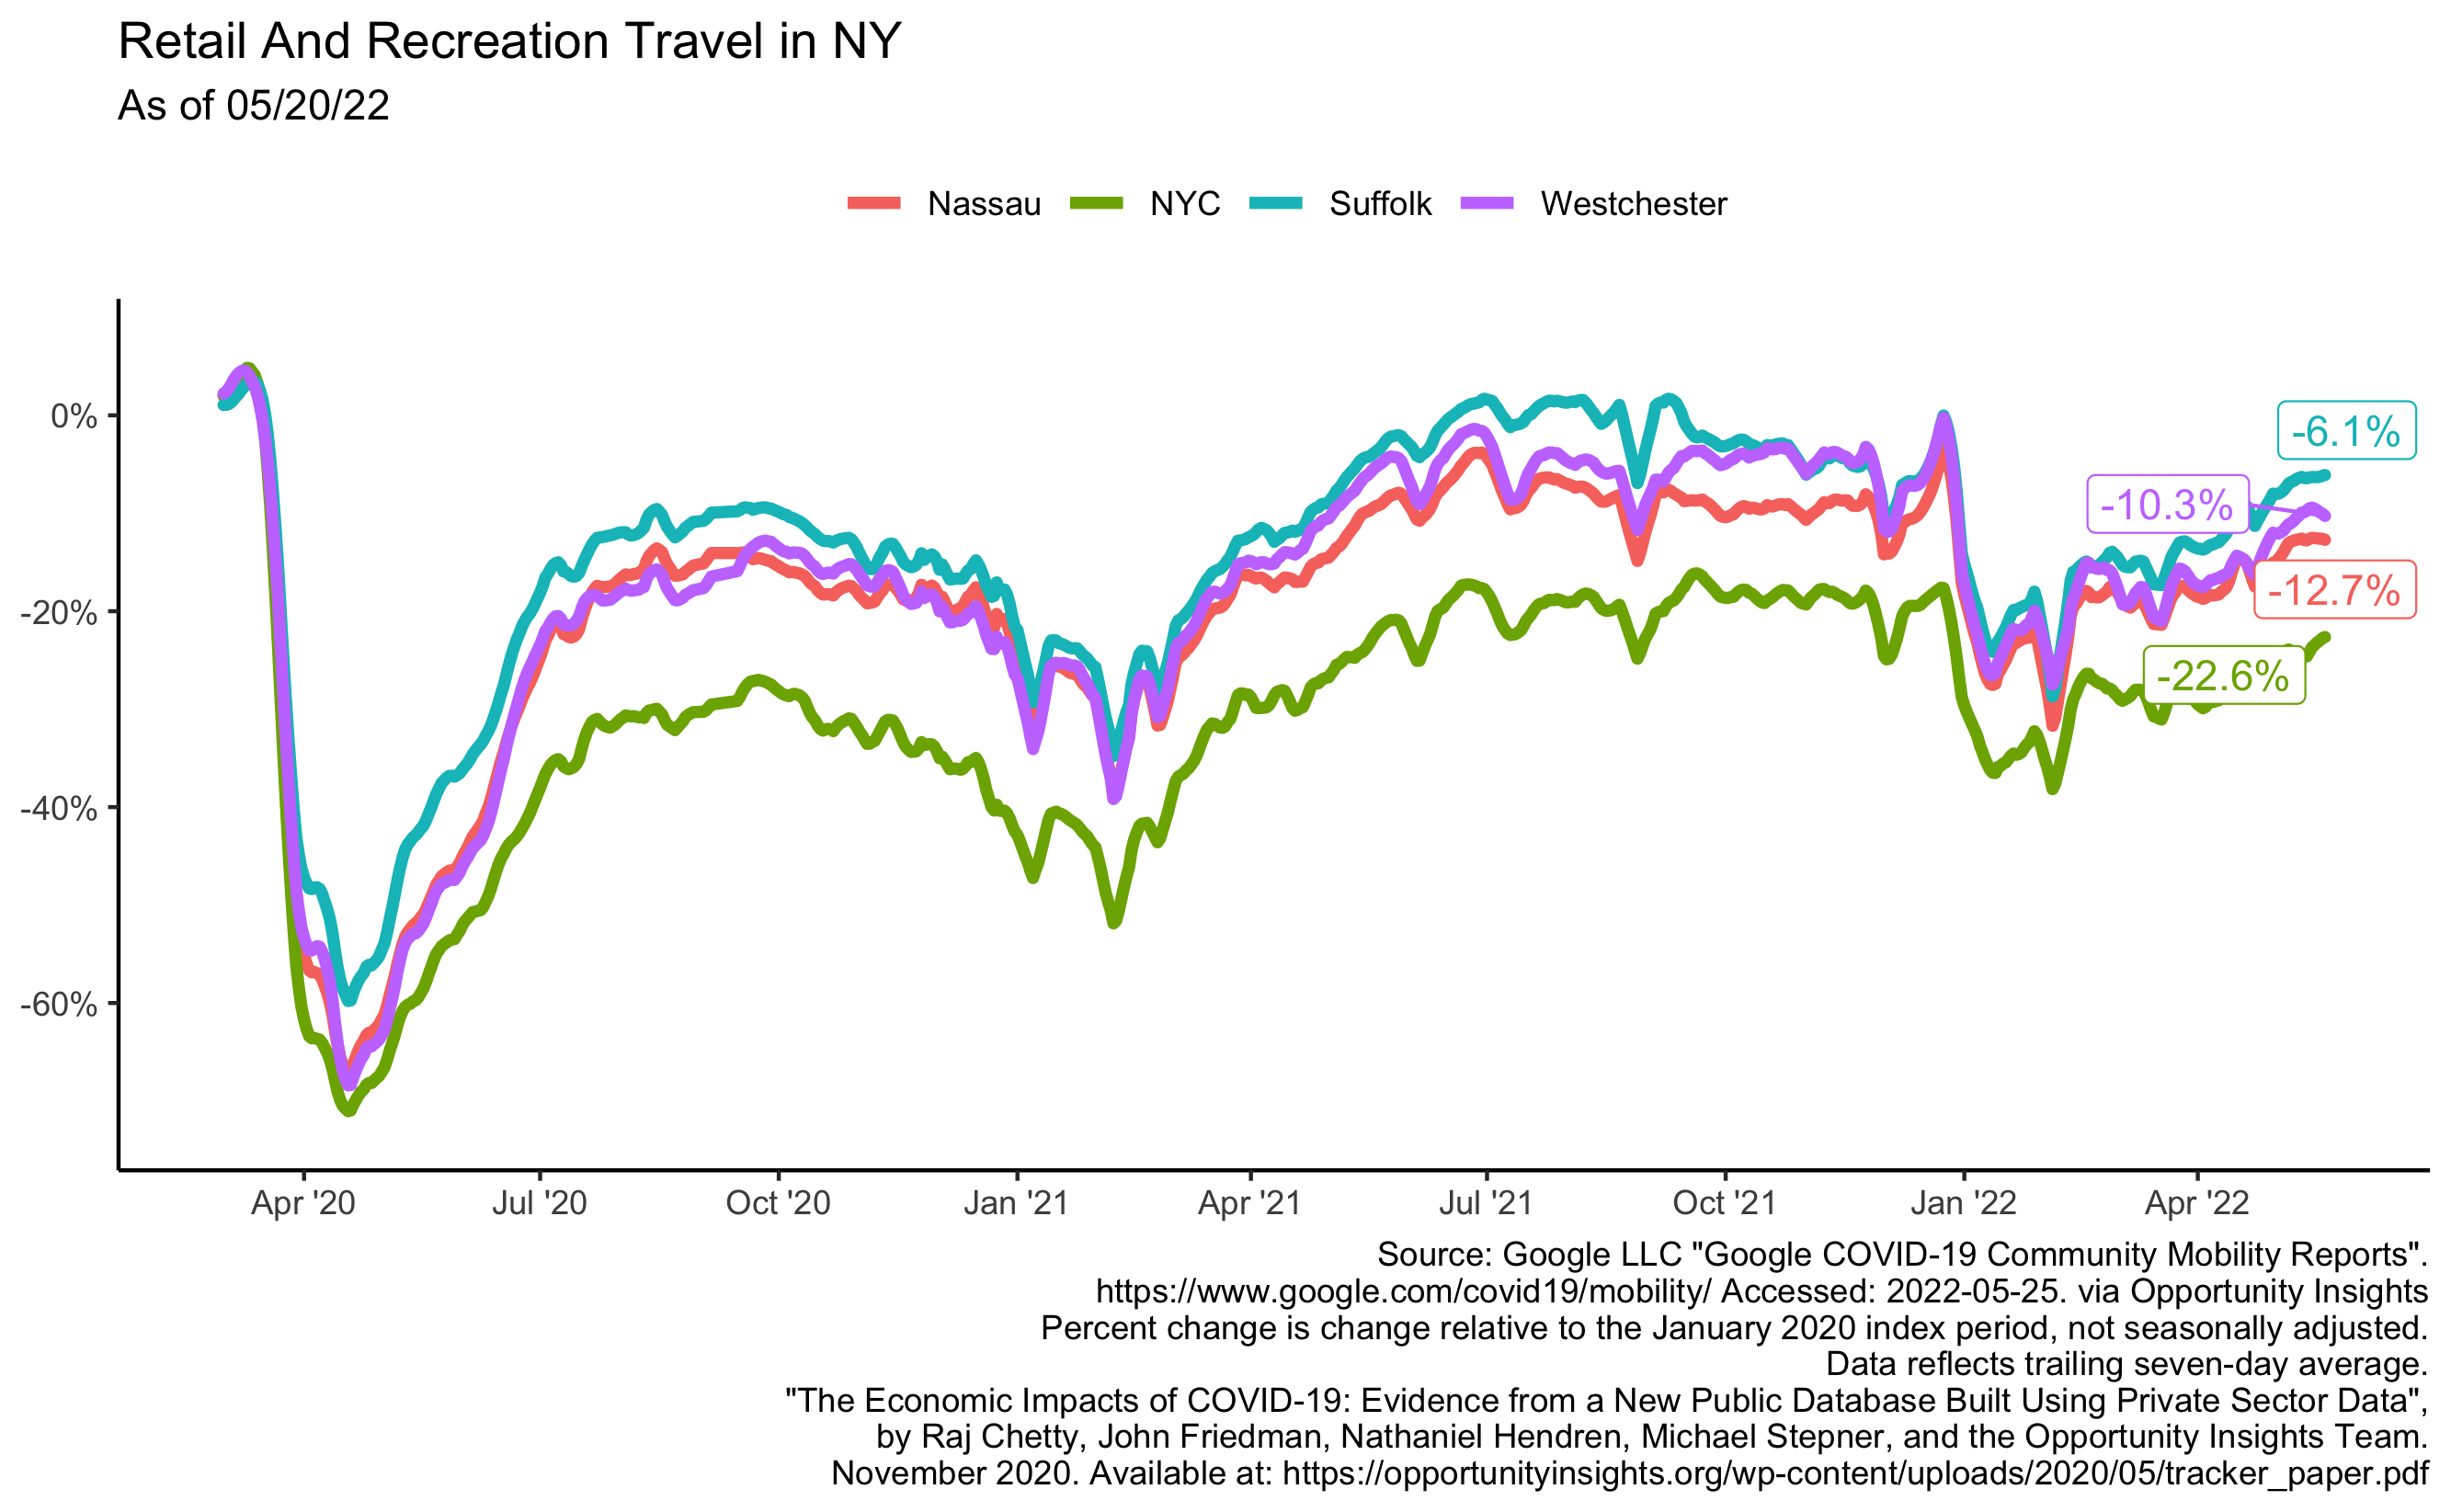 Retail And Recreation Travel in NY
As of 05/20/22
Nassau NYC Suffolk Westchester
0%
-20%
-40%
-60%
-6.1%
-10.3%
-12.7%
-22.6%
Apr '20 Jul '20 Oct '20 Jan '21 Apr '21 Jul '21 Oct '21 Jan '22 Apr '22
Source: Google LLC "Google COVID-19 Community Mobility Reports".
https://www.google.com/covid19/mobility/ Accessed: 2022-05-25. via Opportunity Insights
Percent change is change relative to the January 2020 index period, not seasonally adjusted.
Data reflects trailing seven-day average.
"The Economic Impacts of COVID-19: Evidence from a New Public Database Built Using Private Sector Data",
by Raj Chetty, John Friedman, Nathaniel Hendren, Michael Stepner, and the Opportunity Insights Team.
November 2020. Available at: https://opportunityinsights.org/wp-content/uploads/2020/05/tracker_paper.pdf